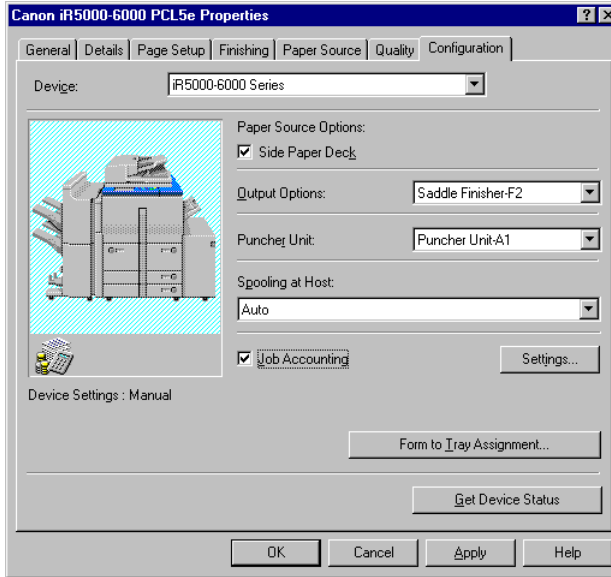 Canon iR5000-6000 PCL5e Properties
General Details Page Setup Finishing Paper Source Quality Configuration
Device: iR5000-6000 Series
Paper Source Options:
Side Paper Deck
Output Options: Saddle Finisher-F2
Puncher Unit: Puncher Unit-A1
Spooling at Host:
Auto
Job Accounting Settings...
Device Settings : Manual
Form to Tray Assignment...
Get Device Status
OK Cancel Apply Help